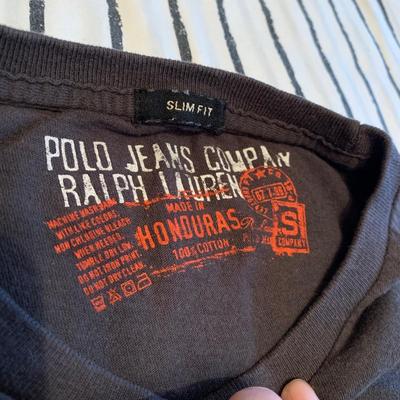 SLIM FIT
POLO JEANS COMPAN
RALPH LAUREN
MACHINE WASH WARM
WITH LIKE COLORS.
NON CHLORINE BLEACH
WHEN NEEDED.
TUMBLE DRY LOW.
DO NOT IRON PRINT.
DO NOT DRY CLEAN.
MADE IN
HONDURAS
100% COTTON
S
COMPANY